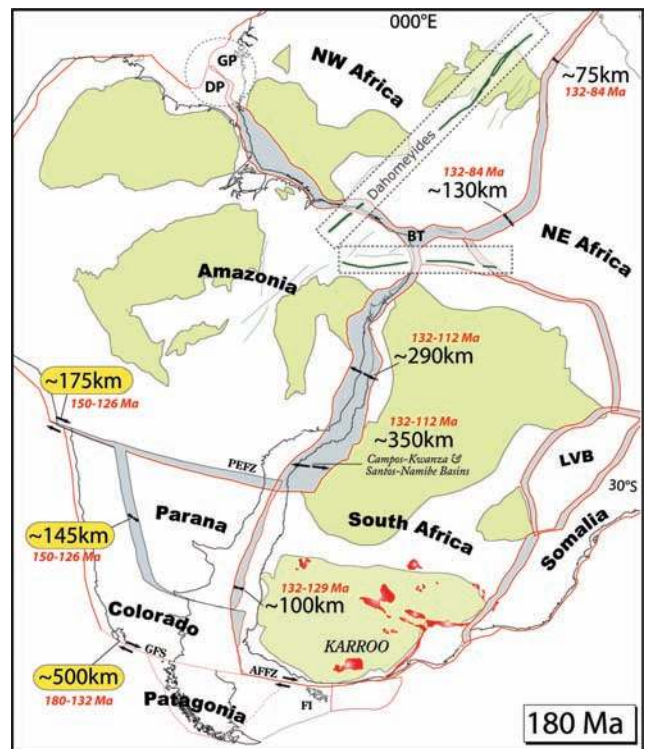 000°E
GP
DP
NW Africa
~75km
132-84 Ma
Dahomeyides
132-84 Ma
~130km
BT
NE Africa
Amazonia
132-112 Ma
~290km
~175km
150-126 Ma
132-112 Ma
~350km
Campos-Kwanza &
Santos-Namibe Basins
PEFZ
LVB
30°S
Parana
South Africa
Somalia
~145km
150-126 Ma
132-129 Ma
~100km
Colorado
KARROO
GFS
~500km
180-132 Ma
AFFZ
Patagonia
FI
180 Ma